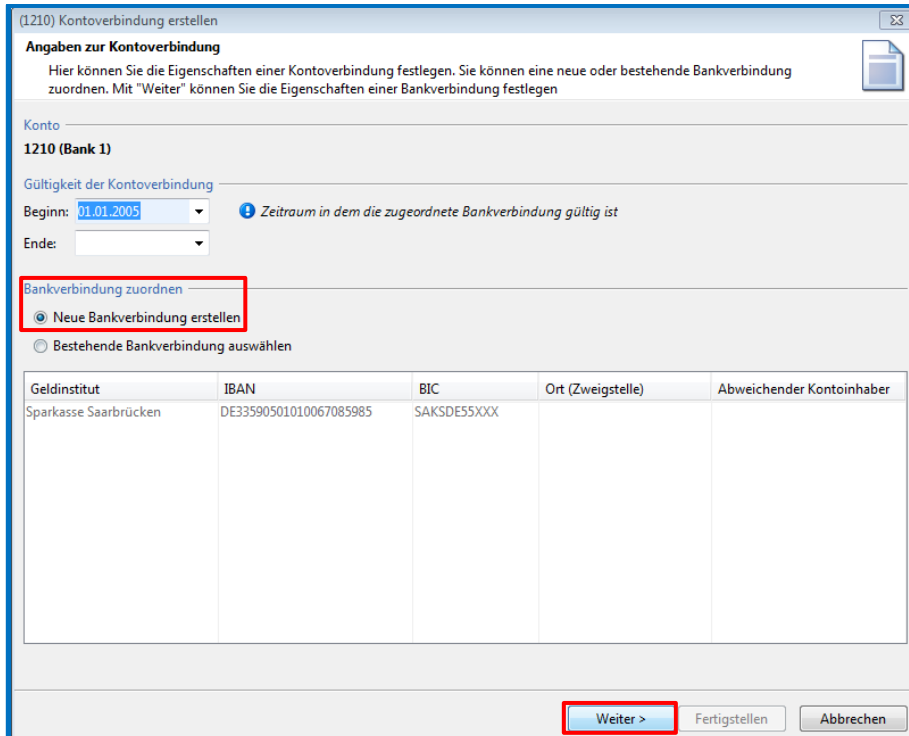 (1210) Kontoverbindung erstellen
Angaben zur Kontoverbindung
Hier können Sie die Eigenschaften einer Kontoverbindung festlegen. Sie können eine neue oder bestehende Bankverbindung
zuordnen. Mit "Weiter" können Sie die Eigenschaften einer Bankverbindung festlegen
Konto
1210 (Bank 1)
Gültigkeit der Kontoverbindung
Beginn: 01.01.2005 Zeitraum in dem die zugeordnete Bankverbindung gültig ist
Ende:
Bankverbindung zuordnen
Neue Bankverbindung erstellen
Bestehende Bankverbindung auswählen
Geldinstitut IBAN BIC Ort (Zweigstelle) Abweichender Kontoinhaber
Sparkasse Saarbrücken DE33590501010067085985 SAKSDE55XXX
Weiter > Fertigstellen Abbrechen